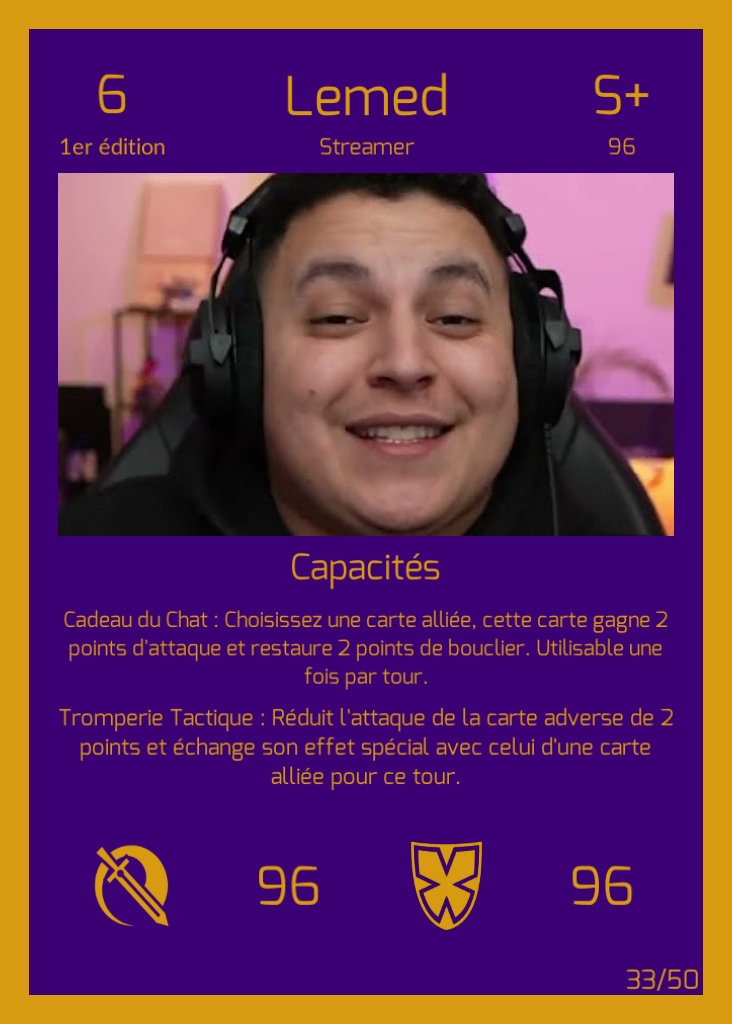 6
Lemed
S+
1er édition
Streamer
96
Capacités
Cadeau du Chat : Choisissez une carte alliée, cette carte gagne 2
points d'attaque et restaure 2 points de bouclier. Utilisable une
fois par tour.
Tromperie Tactique : Réduit l'attaque de la carte adverse de 2
points et échange son effet spécial avec celui d'une carte
alliée pour ce tour.
96
96
33/50